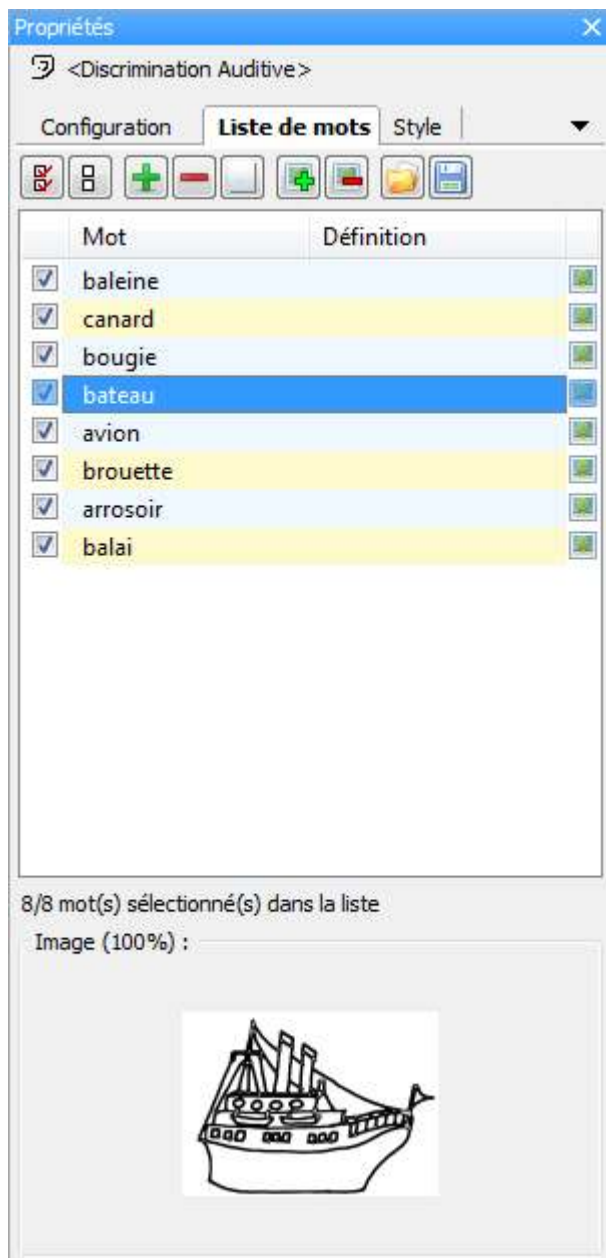 Propriétés
<Discrimination Auditive>
Configuration Liste de mots Style
Mot Définition
baleine
canard
bougie
bateau
avion
brouette
arrosoir
balai
8/8 mot(s) sélectionné(s) dans la liste
Image (100%) :